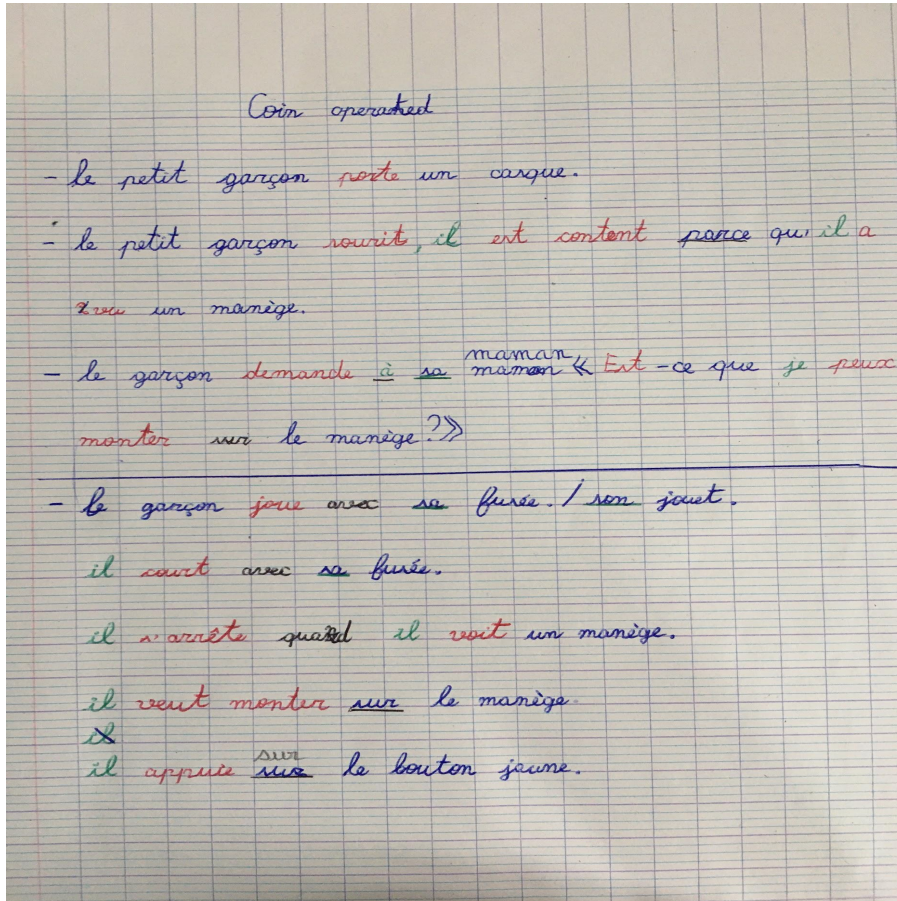 Coin operated
- le petit garçon porte un casque.
- le petit garçon sourit, il est content parce qu'il a
vu un manège.
- le garçon demande à sa maman « Est-ce que je peux
monter sur le manège ? »
- le garçon joue avec sa fusée. / son jouet.
il court avec sa fusée.
il s'arrête quand il voit un manège.
il veut monter sur le manège.
il appuie sur le bouton jaune.